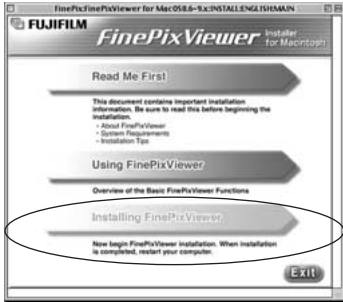 FinePix:FinePixViewer for MacOS8.6~9.x:INSTALL:ENGLISH:MAIN
FUJIFILM
FinePixViewer Installer for Macintosh
Read Me First
This document contains important installation
information. Be sure to read this before beginning the
installation.
- About FinePixViewer
- System Requirements
- Installation Tips
Using FinePixViewer
Overview of the Basic FinePixViewer Functions
Installing FinePixViewer
Now begin FinePixViewer installation. When installation
is completed, restart your computer.
Exit